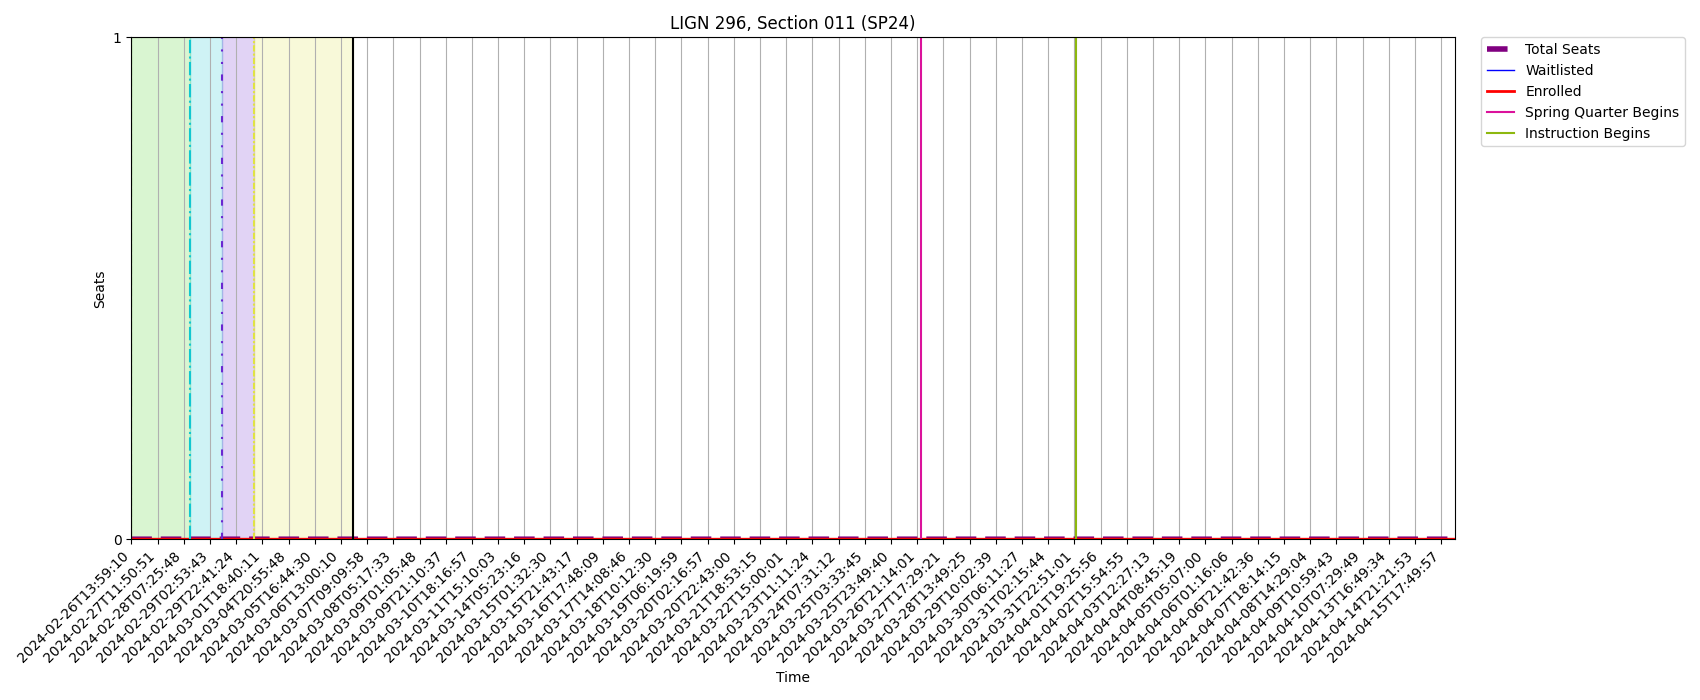 LIGN 296, Section 011 (SP24)
1
Seats
0
Total Seats
Waitlisted
Enrolled
Spring Quarter Begins
Instruction Begins
2024-02-26T13:59:10
2024-02-27T11:50:51
2024-02-28T07:25:48
2024-02-29T02:53:43
2024-02-29T22:41:24
2024-03-01T18:40:11
2024-03-04T20:55:48
2024-03-05T16:44:30
2024-03-06T13:00:10
2024-03-07T09:09:58
2024-03-08T05:17:33
2024-03-09T01:05:48
2024-03-09T21:10:37
2024-03-10T18:16:57
2024-03-11T15:10:03
2024-03-14T05:23:16
2024-03-15T01:32:30
2024-03-15T21:43:17
2024-03-16T17:48:09
2024-03-17T14:08:46
2024-03-18T10:12:30
2024-03-19T06:19:59
2024-03-20T02:16:57
2024-03-20T22:43:00
2024-03-21T18:53:15
2024-03-22T15:00:01
2024-03-23T11:11:24
2024-03-24T07:31:12
2024-03-25T03:33:45
2024-03-25T23:49:40
2024-03-26T21:14:01
2024-03-27T17:29:21
2024-03-28T13:49:25
2024-03-29T10:02:39
2024-03-30T06:11:27
2024-03-31T02:15:44
2024-03-31T22:51:01
2024-04-01T19:25:56
2024-04-02T15:54:55
2024-04-03T12:27:13
2024-04-04T08:45:19
2024-04-05T05:07:00
2024-04-06T01:16:06
2024-04-06T21:42:36
2024-04-07T18:14:15
2024-04-08T14:29:04
2024-04-09T10:59:43
2024-04-10T07:29:49
2024-04-13T16:49:34
2024-04-14T21:21:53
2024-04-15T17:49:57
Time